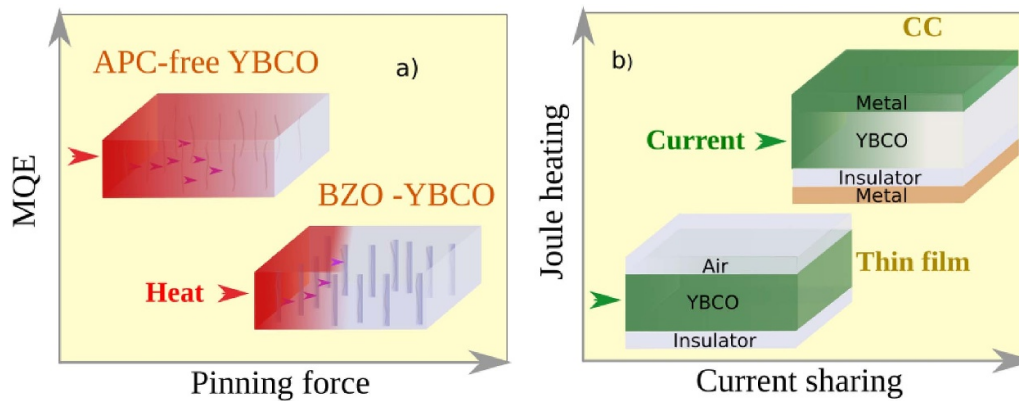 APC-free YBCO
a)
BZO -YBCO
Heat
MQE
Pinning force
CC
b)
Metal
Current
YBCO
Insulator
Metal
Thin film
Air
YBCO
Insulator
Joule heating
Current sharing